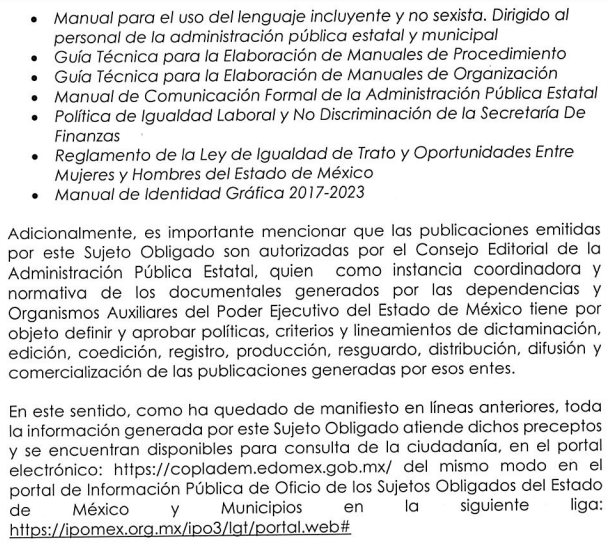 • Manual para el uso del lenguaje incluyente y no sexista. Dirigido al
personal de la administración pública estatal y municipal
• Guía Técnica para la Elaboración de Manuales de Procedimiento
• Guía Técnica para la Elaboración de Manuales de Organización
• Manual de Comunicación Formal de la Administración Pública Estatal
• Política de Igualdad Laboral y No Discriminación de la Secretaría De
Finanzas
• Reglamento de la Ley de Igualdad de Trato y Oportunidades Entre
Mujeres y Hombres del Estado de México
• Manual de Identidad Gráfica 2017-2023
Adicionalmente, es importante mencionar que las publicaciones emitidas
por este Sujeto Obligado son autorizadas por el Consejo Editorial de la
Administración Pública Estatal, quien como instancia coordinadora y
normativa de los documentales generados por las dependencias y
Organismos Auxiliares del Poder Ejecutivo del Estado de México tiene por
objeto definir y aprobar políticas, criterios y lineamientos de dictaminación,
edición, coedición, registro, producción, resguardo, distribución, difusión y
comercialización de las publicaciones generadas por esos entes.
En este sentido, como ha quedado de manifiesto en líneas anteriores, toda
la información generada por este Sujeto Obligado atiende dichos preceptos
y se encuentran disponibles para consulta de la ciudadanía, en el portal
electrónico: https://copladem.edomex.gob.mx/ del mismo modo en el
portal de Información Pública de Oficio de los Sujetos Obligados del Estado
de México y Municipios en la siguiente liga:
https://ipomex.org.mx/ipo3/lgt/portal.web#